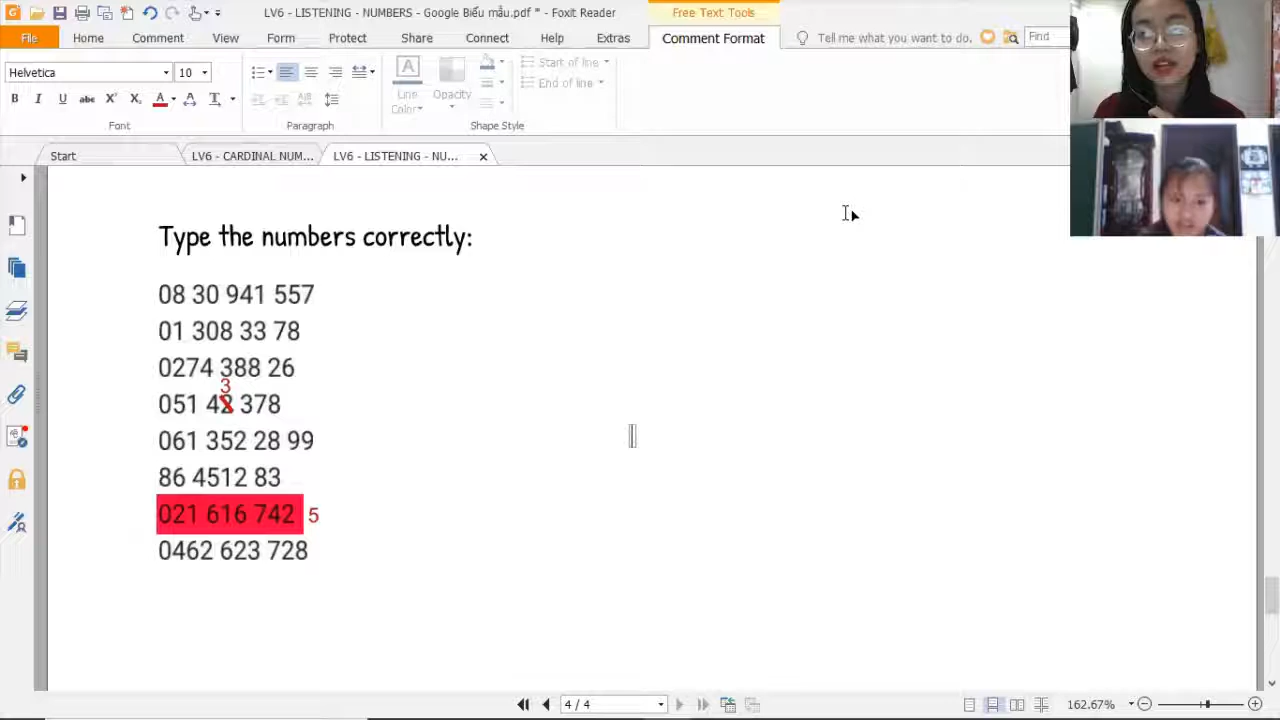 LV6 - LISTENING - NUMBERS - Google Biểu mẫu.pdf * - Foxit Reader
Free Text Tools
File Home Comment View Form Protect Share Connect Help Extras Comment Format Tell me what you want to do. Find
Helvetica 10
Start of line
End of line
Line Color
Opacity
Font Paragraph Shape Style
Start LV6 - CARDINAL NUM... LV6 - LISTENING - NU...
Type the numbers correctly:
08 30 941 557
01 308 33 78
0274 388 26
3
051 42 378
061 352 28 99
86 4512 83
021 616 742 5
0462 623 728
4 / 4 162.67%